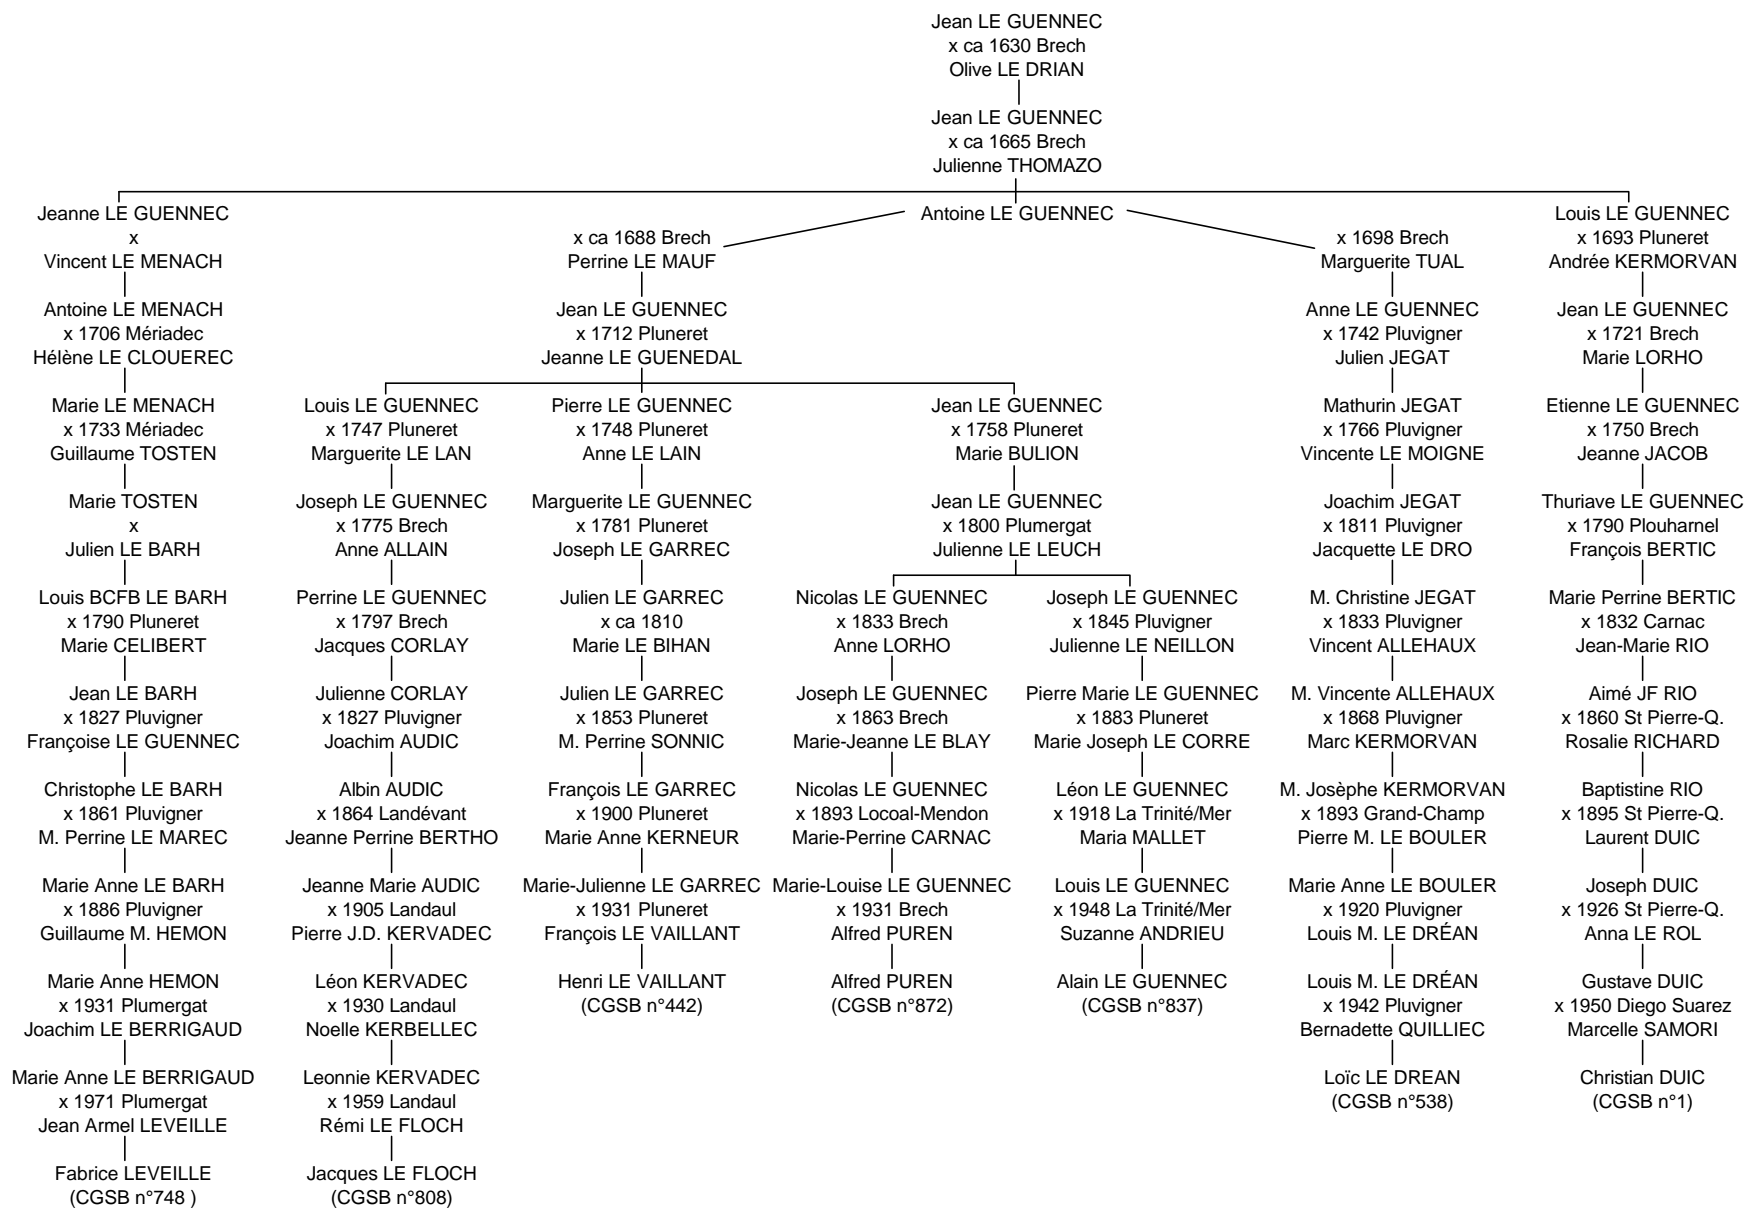 Jean LE GUENNEC
x ca 1630 Brech
Olive LE DRIAN
Jean LE GUENNEC
x ca 1665 Brech
Julienne THOMAZO
Jeanne LE GUENNEC
x
Vincent LE MENACH
Antoine LE GUENNEC
x ca 1688 Brech
Perrine LE MAUF
x 1698 Brech
Marguerite TUAL
Louis LE GUENNEC
x 1693 Pluneret
Andrée KERMORVAN
Antoine LE MENACH
x 1706 Mériadec
Hélène LE CLOUEREC
Jean LE GUENNEC
x 1712 Pluneret
Jeanne LE GUENEDAL
Anne LE GUENNEC
x 1742 Pluvigner
Julien JEGAT
Jean LE GUENNEC
x 1721 Brech
Marie LORHO
Marie LE MENACH
x 1733 Mériadec
Guillaume TOSTEN
Louis LE GUENNEC
x 1747 Pluneret
Marguerite LE LAN
Pierre LE GUENNEC
x 1748 Pluneret
Anne LE LAIN
Jean LE GUENNEC
x 1758 Pluneret
Marie BULION
Mathurin JEGAT
x 1766 Pluvigner
Vincente LE MOIGNE
Etienne LE GUENNEC
x 1750 Brech
Jeanne JACOB
Marie TOSTEN
x
Julien LE BARH
Joseph LE GUENNEC
x 1775 Brech
Anne ALLAIN
Marguerite LE GUENNEC
x 1781 Pluneret
Joseph LE GARREC
Jean LE GUENNEC
x 1800 Plumergat
Julienne LE LEUCH
Joachim JEGAT
x 1811 Pluvigner
Jacquette LE DRO
Thuriave LE GUENNEC
x 1790 Plouharnel
François BERTIC
Louis BCFB LE BARH
x 1790 Pluneret
Marie CELIBERT
Perrine LE GUENNEC
x 1797 Brech
Jacques CORLAY
Julien LE GARREC
x ca 1810
Marie LE BIHAN
Nicolas LE GUENNEC
x 1833 Brech
Anne LORHO
Joseph LE GUENNEC
x 1845 Pluvigner
Julienne LE NEILLON
M. Christine JEGAT
x 1833 Pluvigner
Vincent ALLEHAUX
Marie Perrine BERTIC
x 1832 Carnac
Jean-Marie RIO
Jean LE BARH
x 1827 Pluvigner
Françoise LE GUENNEC
Julienne CORLAY
x 1827 Pluvigner
Joachim AUDIC
Julien LE GARREC
x 1853 Pluneret
M. Perrine SONNIC
Joseph LE GUENNEC
x 1863 Brech
Marie-Jeanne LE BLAY
Pierre Marie LE GUENNEC
x 1883 Pluneret
Marie Joseph LE CORRE
M. Vincente ALLEHAUX
x 1868 Pluvigner
Marc KERMORVAN
Aimé JF RIO
x 1860 St Pierre-Q.
Rosalie RICHARD
Christophe LE BARH
x 1861 Pluvigner
M. Perrine LE MAREC
Albin AUDIC
x 1864 Landévant
Jeanne Perrine BERTHO
François LE GARREC
x 1900 Pluneret
Marie Anne KERNEUR
Nicolas LE GUENNEC
x 1893 Locoal-Mendon
Marie-Perrine CARNAC
Léon LE GUENNEC
x 1918 La Trinité/Mer
Maria MALLET
M. Josèphe KERMORVAN
x 1893 Grand-Champ
Pierre M. LE BOULER
Baptistine RIO
x 1895 St Pierre-Q.
Laurent DUIC
Marie Anne LE BARH
x 1886 Pluvigner
Guillaume M. HEMON
Jeanne Marie AUDIC
x 1905 Landaul
Pierre J.D. KERVADEC
Marie-Julienne LE GARREC
x 1931 Pluneret
François LE VAILLANT
Marie-Louise LE GUENNEC
x 1931 Brech
Alfred PUREN
Louis LE GUENNEC
x 1948 La Trinité/Mer
Suzanne ANDRIEU
Marie Anne LE BOULER
x 1920 Pluvigner
Louis M. LE DRÉAN
Joseph DUIC
x 1926 St Pierre-Q.
Anna LE ROL
Marie Anne HEMON
x 1931 Plumergat
Joachim LE BERRIGAUD
Léon KERVADEC
x 1930 Landaul
Noelle KERBELLEC
Henri LE VAILLANT
(CGSB n°442)
Alfred PUREN
(CGSB n°872)
Alain LE GUENNEC
(CGSB n°837)
Louis M. LE DRÉAN
x 1942 Pluvigner
Bernadette QUILLIEC
Gustave DUIC
x 1950 Diego Suarez
Marcelle SAMORI
Marie Anne LE BERRIGAUD
x 1971 Plumergat
Jean Armel LEVEILLE
Leonnie KERVADEC
x 1959 Landaul
Rémi LE FLOCH
Loïc LE DREAN
(CGSB n°538)
Christian DUIC
(CGSB n°1)
Fabrice LEVEILLE
(CGSB n°748 )
Jacques LE FLOCH
(CGSB n°808)